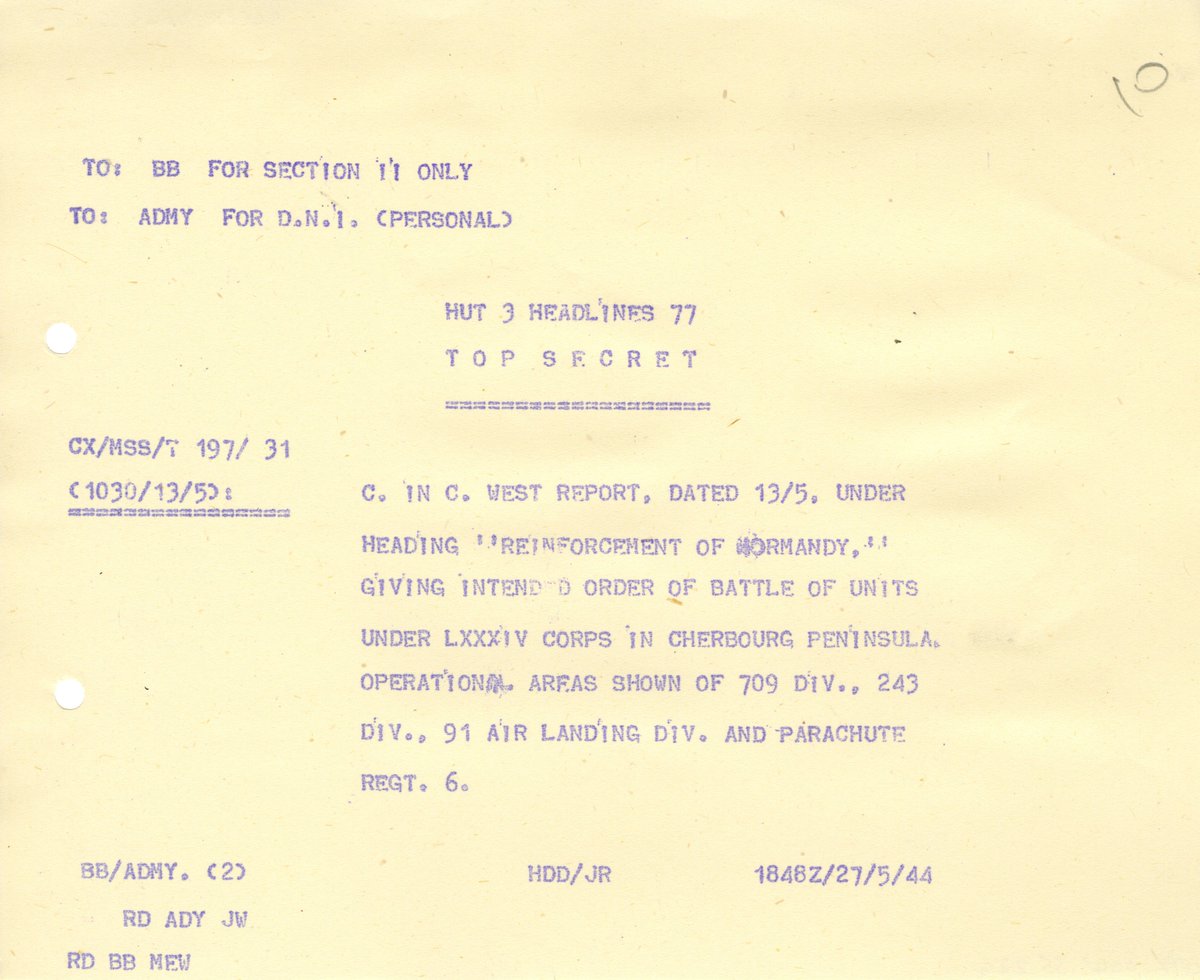 10
TO: BB FOR SECTION 11 ONLY
TO: ADMY FOR D.N.I. (PERSONAL)
HUT 3 HEADLINES 77
T O P S E C R E T
===================
CX/MSS/T 197/ 31
(1030/13/5):
================
C. IN C. WEST REPORT, DATED 13/5, UNDER
HEADING ''REINFORCEMENT OF NORMANDY,''
GIVING INTENDED ORDER OF BATTLE OF UNITS
UNDER LXXXIV CORPS IN CHERBOURG PENINSULA.
OPERATIONAL AREAS SHOWN OF 709 DIV., 243
DIV., 91 AIR LANDING DIV. AND PARACHUTE
REGT. 6.
BB/ADMY. (2) HDD/JR 1848Z/27/5/44
RD ADY JW
RD BB MEW